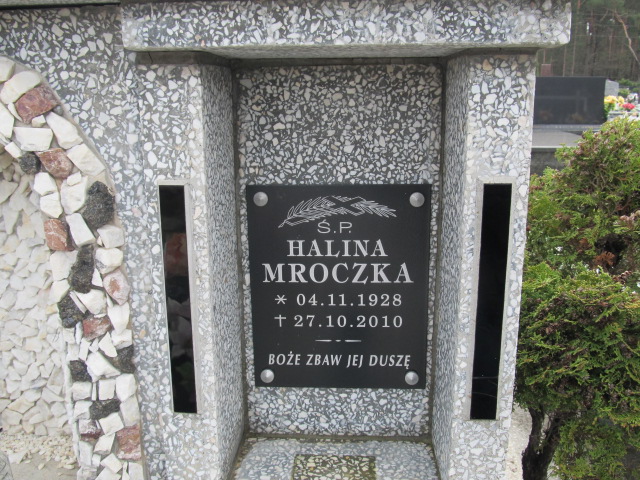 Ś.P.
HALINA
MROCZKA
* 04.11.1928
† 27.10.2010
BOŻE ZBAW JEJ DUSZĘ